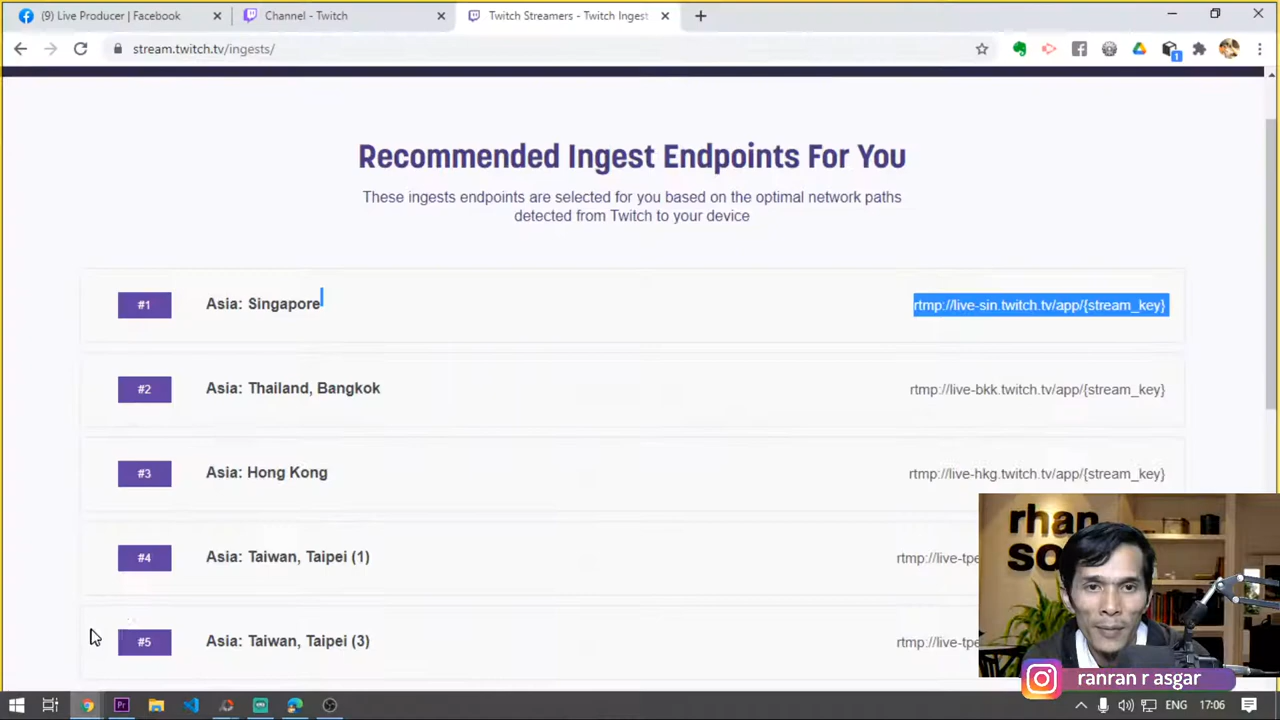 (9) Live Producer | Facebook
Channel - Twitch
Twitch Streamers - Twitch Ingest
stream.twitch.tv/ingests/
1
Recommended Ingest Endpoints For You
These ingests endpoints are selected for you based on the optimal network paths
detected from Twitch to your device
#1 Asia: Singapore rtmp://live-sin.twitch.tv/app/{stream_key}
#2 Asia: Thailand, Bangkok rtmp://live-bkk.twitch.tv/app/{stream_key}
#3 Asia: Hong Kong rtmp://live-hkg.twitch.tv/app/{stream_key}
#4 Asia: Taiwan, Taipei (1) rtmp://live-tpe
#5 Asia: Taiwan, Taipei (3) rtmp://live-tpe
rhan
so
ranran r asgar
ENG 17:06